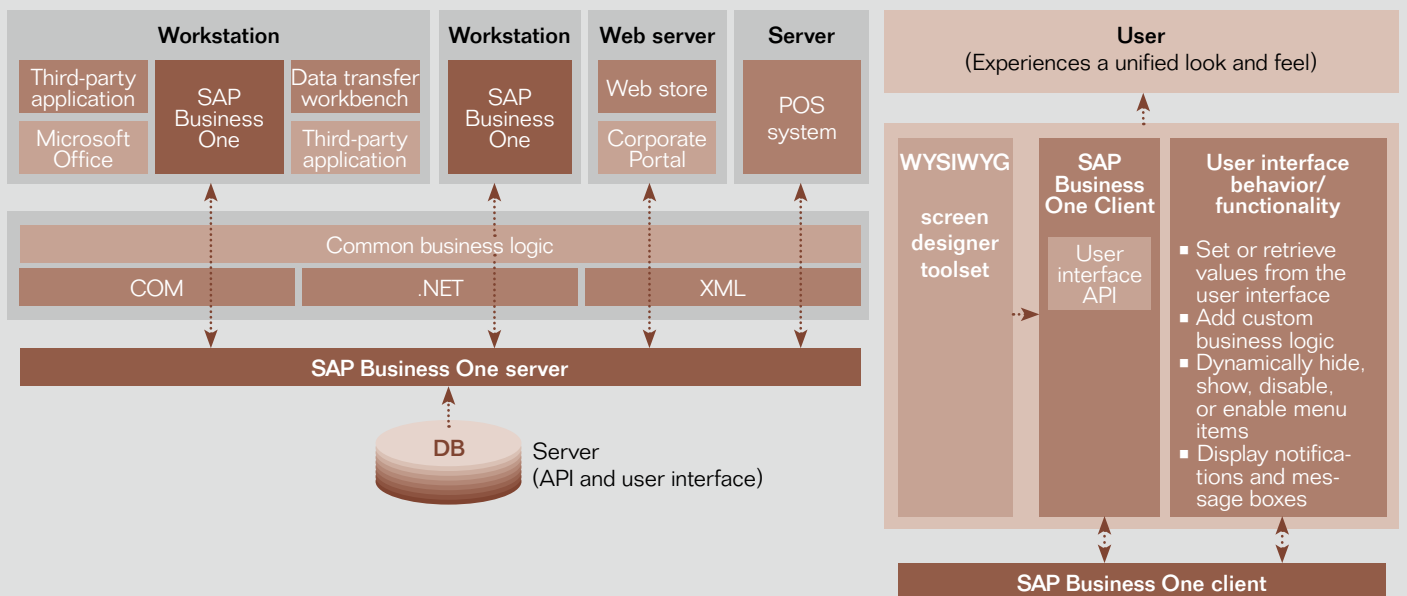 Workstation
Third-party
application
SAP
Business
One
Data transfer
workbench
Microsoft
Office
Third-party
application
Workstation
SAP
Business
One
Web server
Web store
Corporate
Portal
Server
POS
system
Common business logic
COM
.NET
XML
SAP Business One server
DB
Server
(API and user interface)
User
(Experiences a unified look and feel)
WYSIWYG
screen
designer
toolset
SAP
Business
One Client
User
interface
API
User interface
behavior/
functionality
▪ Set or retrieve
values from the
user interface
▪ Add custom
business logic
▪ Dynamically hide,
show, disable,
or enable menu
items
▪ Display notifica-
tions and mes-
sage boxes
SAP Business One client